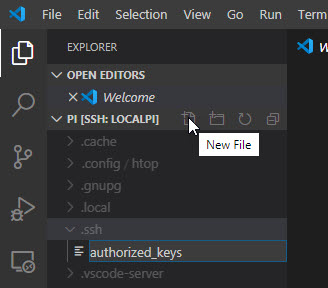 File Edit Selection View Go Run Term
EXPLORER
OPEN EDITORS
Welcome
PI [SSH: LOCALPI]
.cache
.config / htop
New File
.gnupg
.local
.ssh
authorized_keys
.vscode-server
W